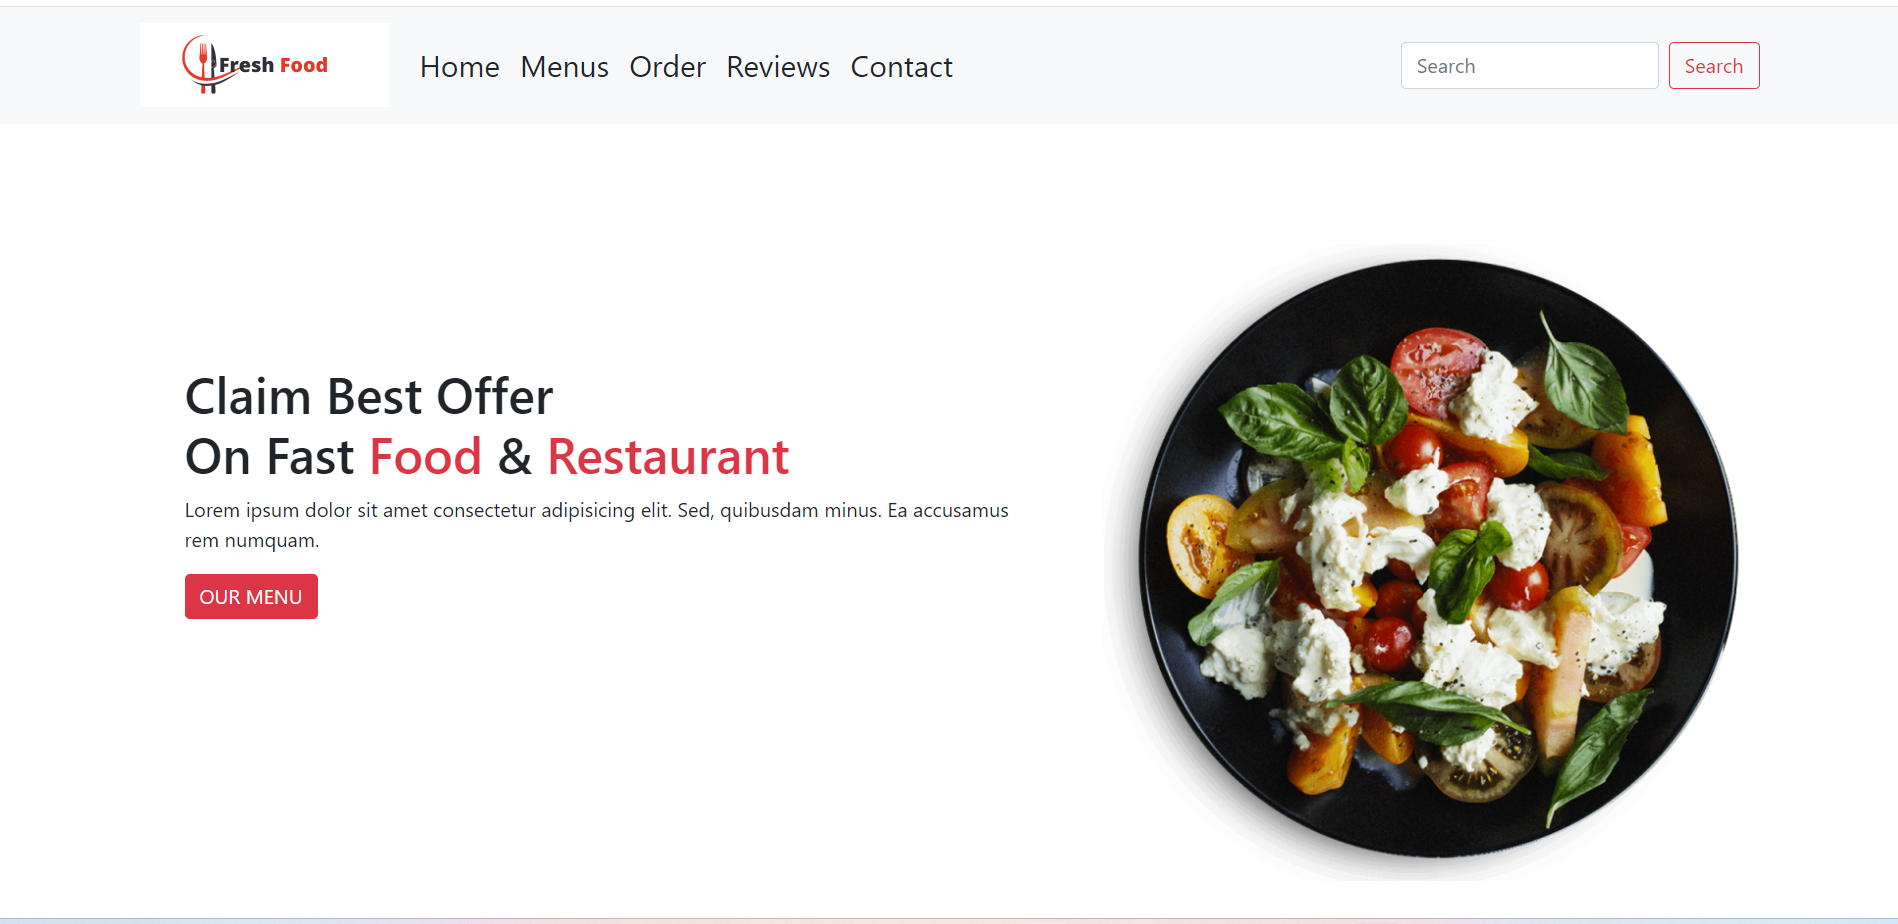 Fresh Food
Home Menus Order Reviews Contact
Search Search
Claim Best Offer
On Fast Food & Restaurant
Lorem ipsum dolor sit amet consectetur adipisicing elit. Sed, quibusdam minus. Ea accusamus
rem numquam.
OUR MENU